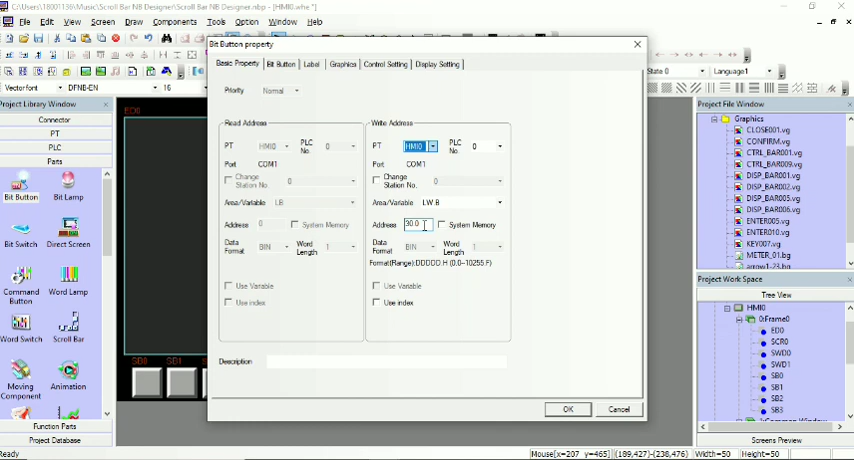 C:\Users\18001136\Music\Scroll Bar NB Designer\Scroll Bar NB Designer.nbp - [HMI0.whe *]
File Edit View Screen Draw Components Tools Option Window Help
State 0 Language1
Vector font DFNB-EN 16
Project Library Window
Connector
PT
PLC
Parts
Bit Button Bit Lamp
Bit Switch Direct Screen
Command Button Word Lamp
Word Switch Scroll Bar
Moving Component Animation
Function Parts
Project Database
ED0
SB0 SB1
Bit Button property
Basic Property Bit Button Label Graphics Control Setting Display Setting
Priority Normal
Read Address
PT HMI0 PLC No. 0
Port COM1
Change Station No. 0
Area/Variable LB
Address 0 System Memory
Data Format BIN Word Length 1
Use Variable
Use index
Write Address
PT HMI0 PLC No. 0
Port COM1
Change Station No. 0
Area/Variable LW.B
Address 30.0 System Memory
Data Format BIN Word Length 1
Format(Range):DDDDD.H (0.0~10255.F)
Use Variable
Use index
Description
OK Cancel
Project File Window
Graphics
CLOSE001.vg
CONFIRM.vg
CTRL_BAR001.vg
CTRL_BAR009.vg
DISP_BAR001.vg
DISP_BAR002.vg
DISP_BAR005.vg
DISP_BAR006.vg
ENTER005.vg
ENTER010.vg
KEY007.vg
METER_01.bg
arrow1-23.bg
Project Work Space
Tree View
HMI0
0:Frame0
ED0
SCR0
SWD0
SWD1
SB0
SB1
SB2
SB3
1:Common Window
Screens Preview
Ready
Mouse[x=207 y=465] (189,427)-(238,476) Width=50 Height=50